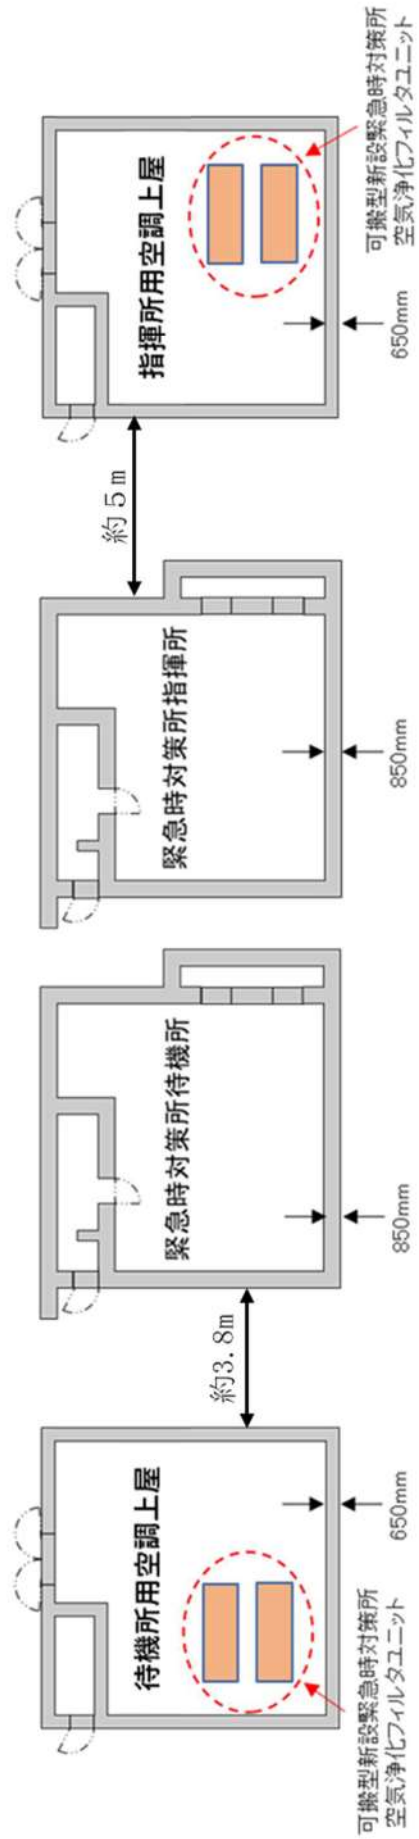 待機所用空調上屋
可搬型新設緊急時対策所
空気浄化フィルタユニット
650mm
約3.8m
緊急時対策所待機所
850mm
緊急時対策所指揮所
850mm
約５ｍ
指揮所用空調上屋
650mm
可搬型新設緊急時対策所
空気浄化フィルタユニット